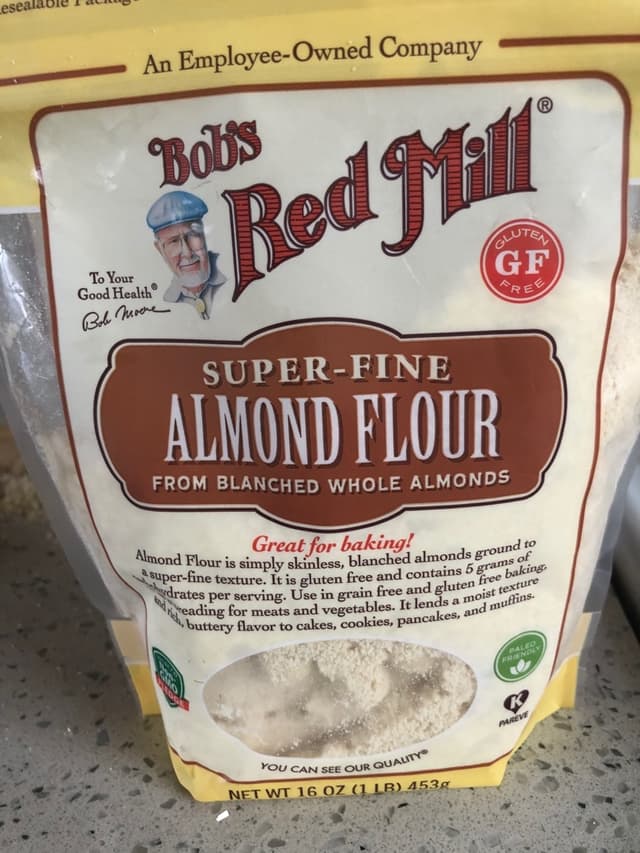 An Employee-Owned Company
Bob's
Red Mill®
To Your
Good Health®
Bob Moore
GLUTEN
GF
FREE
SUPER-FINE
ALMOND FLOUR
FROM BLANCHED WHOLE ALMONDS
Great for baking!
Almond Flour is simply skinless, blanched almonds ground to
a super-fine texture. It is gluten free and contains 5 grams of
per serving. Use in grain free and gluten free baking,
for meats and vegetables. It lends a moist texture
and rich, buttery flavor to cakes, cookies, pancakes, and muffins.
PALEO
FRIENDLY
GMO
PLEDGE
K
PAREVE
YOU CAN SEE OUR QUALITY®
NET WT 16 OZ (1 LB) 453g